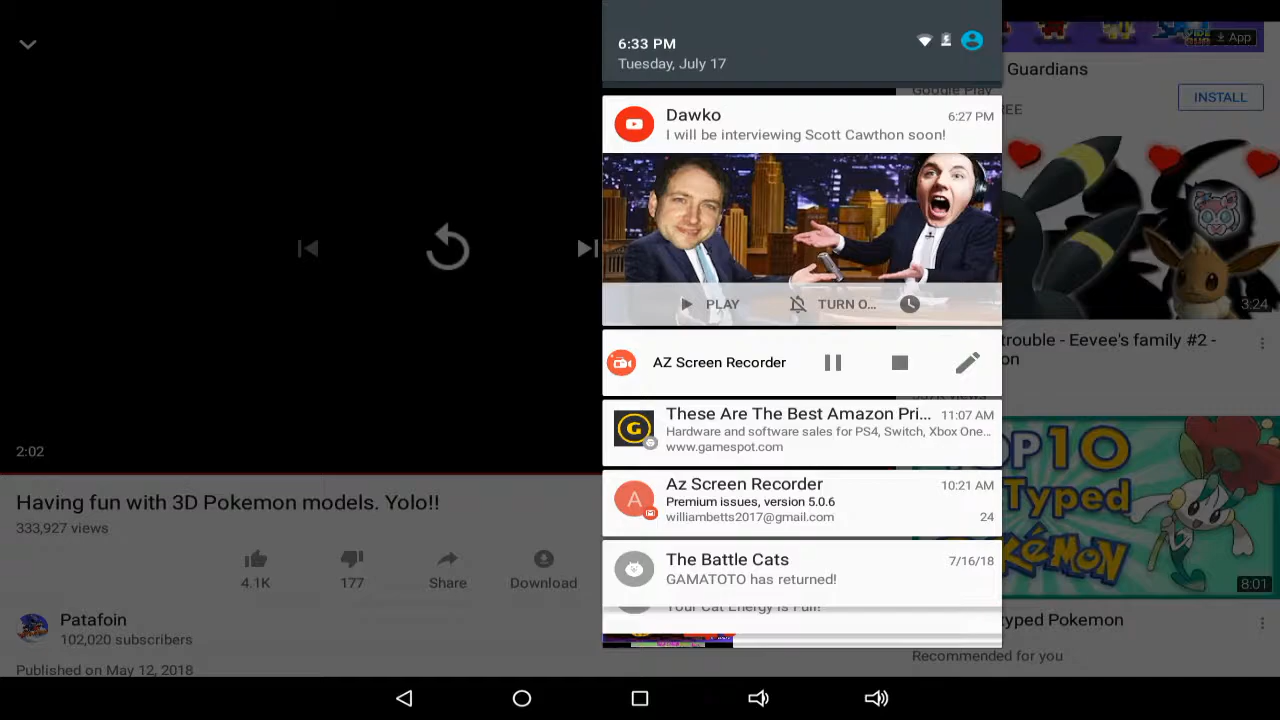 6:33 PM
Tuesday, July 17
Dawko
6:27 PM
I will be interviewing Scott Cawthon soon!
PLAY
TURN O...
AZ Screen Recorder
These Are The Best Amazon Pri...
11:07 AM
Hardware and software sales for PS4, Switch, Xbox One...
www.gamespot.com
A
Az Screen Recorder
10:21 AM
Premium issues, version 5.0.6
williambetts2017@gmail.com
24
The Battle Cats
7/16/18
GAMATOTO has returned!
Your Cat Energy is Full!
2:02
Having fun with 3D Pokemon models. Yolo!!
333,927 views
4.1K
177
Share
Download
Patafoin
102,020 subscribers
Published on May 12, 2018
App
Guardians
Google Play
INSTALL
3:24
trouble - Eevee's family #2 -
OP 10
Typed
8:01
typed Pokemon
Recommended for you